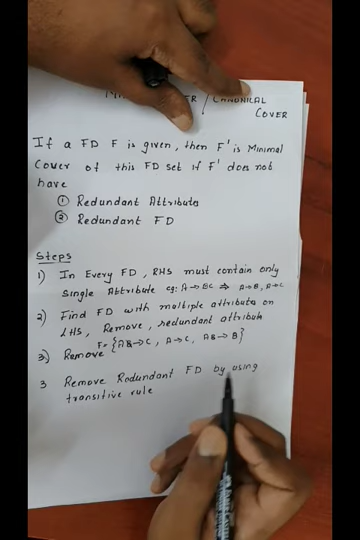 / CANONICAL
COVER
If a FD F is given, then F' is Minimal
Cover of this FD set if F' does not
have
① Redundant Attributes
② Redundant FD
Steps
1) In Every FD, RHS must contain only
Single Attribute eg: A→BC ⇒ A→B, A→C
2) Find FD with multiple attributes on
LHS, Remove, redundant attribute
F = {AB→C, A→C, AB→B}
3) Remove
3 Remove Redundant FD by using
transitive rule